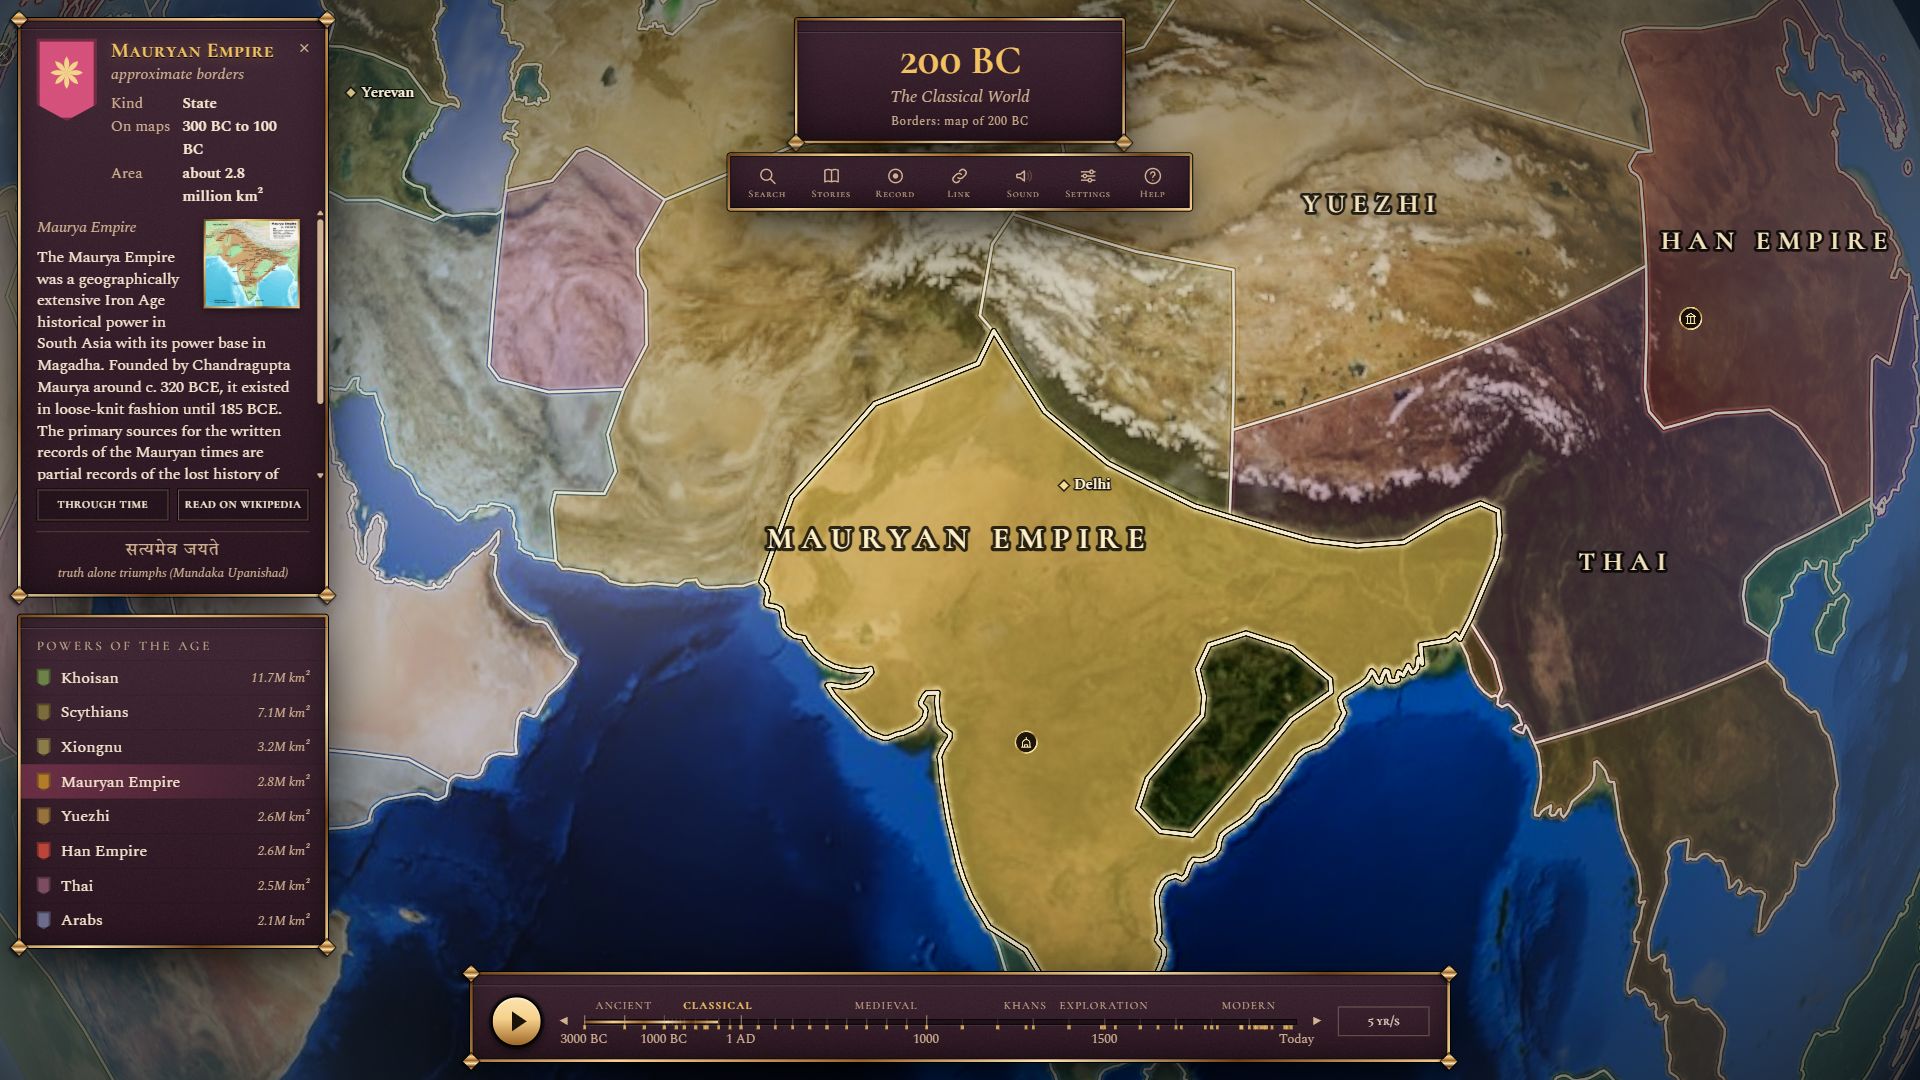 Mauryan Empire
approximate borders
Kind State
On maps 300 BC to 100
BC
Area about 2.8
million km²
Maurya Empire
The Maurya Empire
was a geographically
extensive Iron Age
historical power in
South Asia with its power base in
Magadha. Founded by Chandragupta
Maurya around c. 320 BCE, it existed
in loose-knit fashion until 185 BCE.
The primary sources for the written
records of the Mauryan times are
partial records of the lost history of
THROUGH TIME
READ ON WIKIPEDIA
सत्यमेव जयते
truth alone triumphs (Mundaka Upanishad)
POWERS OF THE AGE
Khoisan 11.7M km²
Scythians 7.1M km²
Xiongnu 3.2M km²
Mauryan Empire 2.8M km²
Yuezhi 2.6M km²
Han Empire 2.6M km²
Thai 2.5M km²
Arabs 2.1M km²
200 BC
The Classical World
Borders: map of 200 BC
Search Stories Record Link Sound Settings Help
Yerevan
YUEZHI
HAN EMPIRE
Delhi
MAURYAN EMPIRE
THAI
ANCIENT CLASSICAL MEDIEVAL KHANS EXPLORATION MODERN
3000 BC 1000 BC 1 AD 1000 1500 Today
5 YR/S